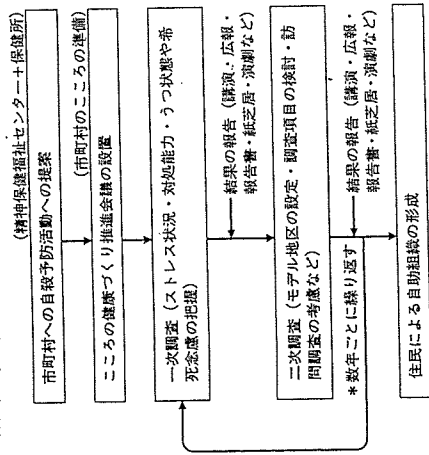 (精神保健福祉センター+保健所)
市町村への自殺予防活動への提案
(市町村のこころの準備)
こころの健康づくり推進会議の設置
一次調査(ストレス状況・対処能力・うつ状態や希
死念慮の把握)
結果の報告(講演・広報・
報告書・紙芝居・演劇など)
二次調査(モデル地区の設定・調査項目の検討・訪
問調査の考慮など)
*数年ごとに繰り返す
結果の報告(講演・広報・
報告書・紙芝居・演劇など)
住民による自助組織の形成